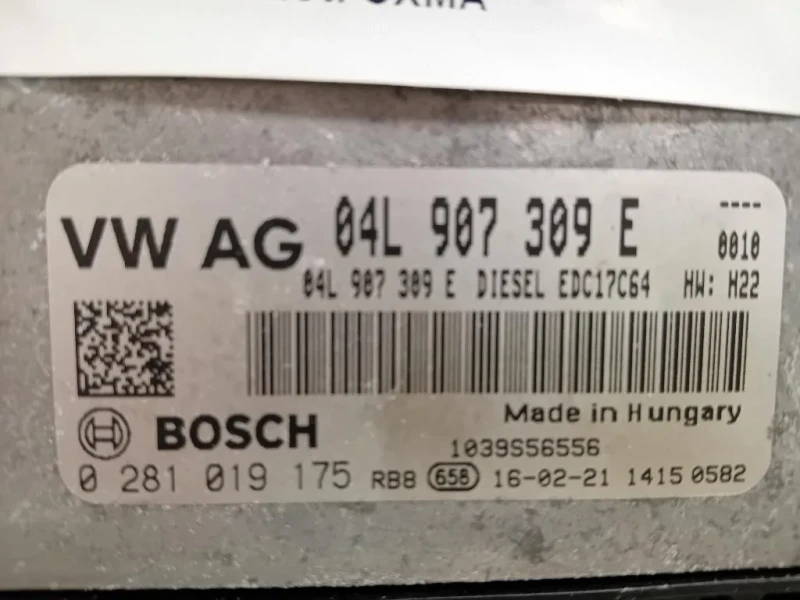 VW AG 04L 907 309 E ----
0010
04L 907 309 E DIESEL EDC17C64 HW: H22
Made in Hungary
BOSCH 1039S56556
0 281 019 175 RB8 658 16-02-21 1415 0582